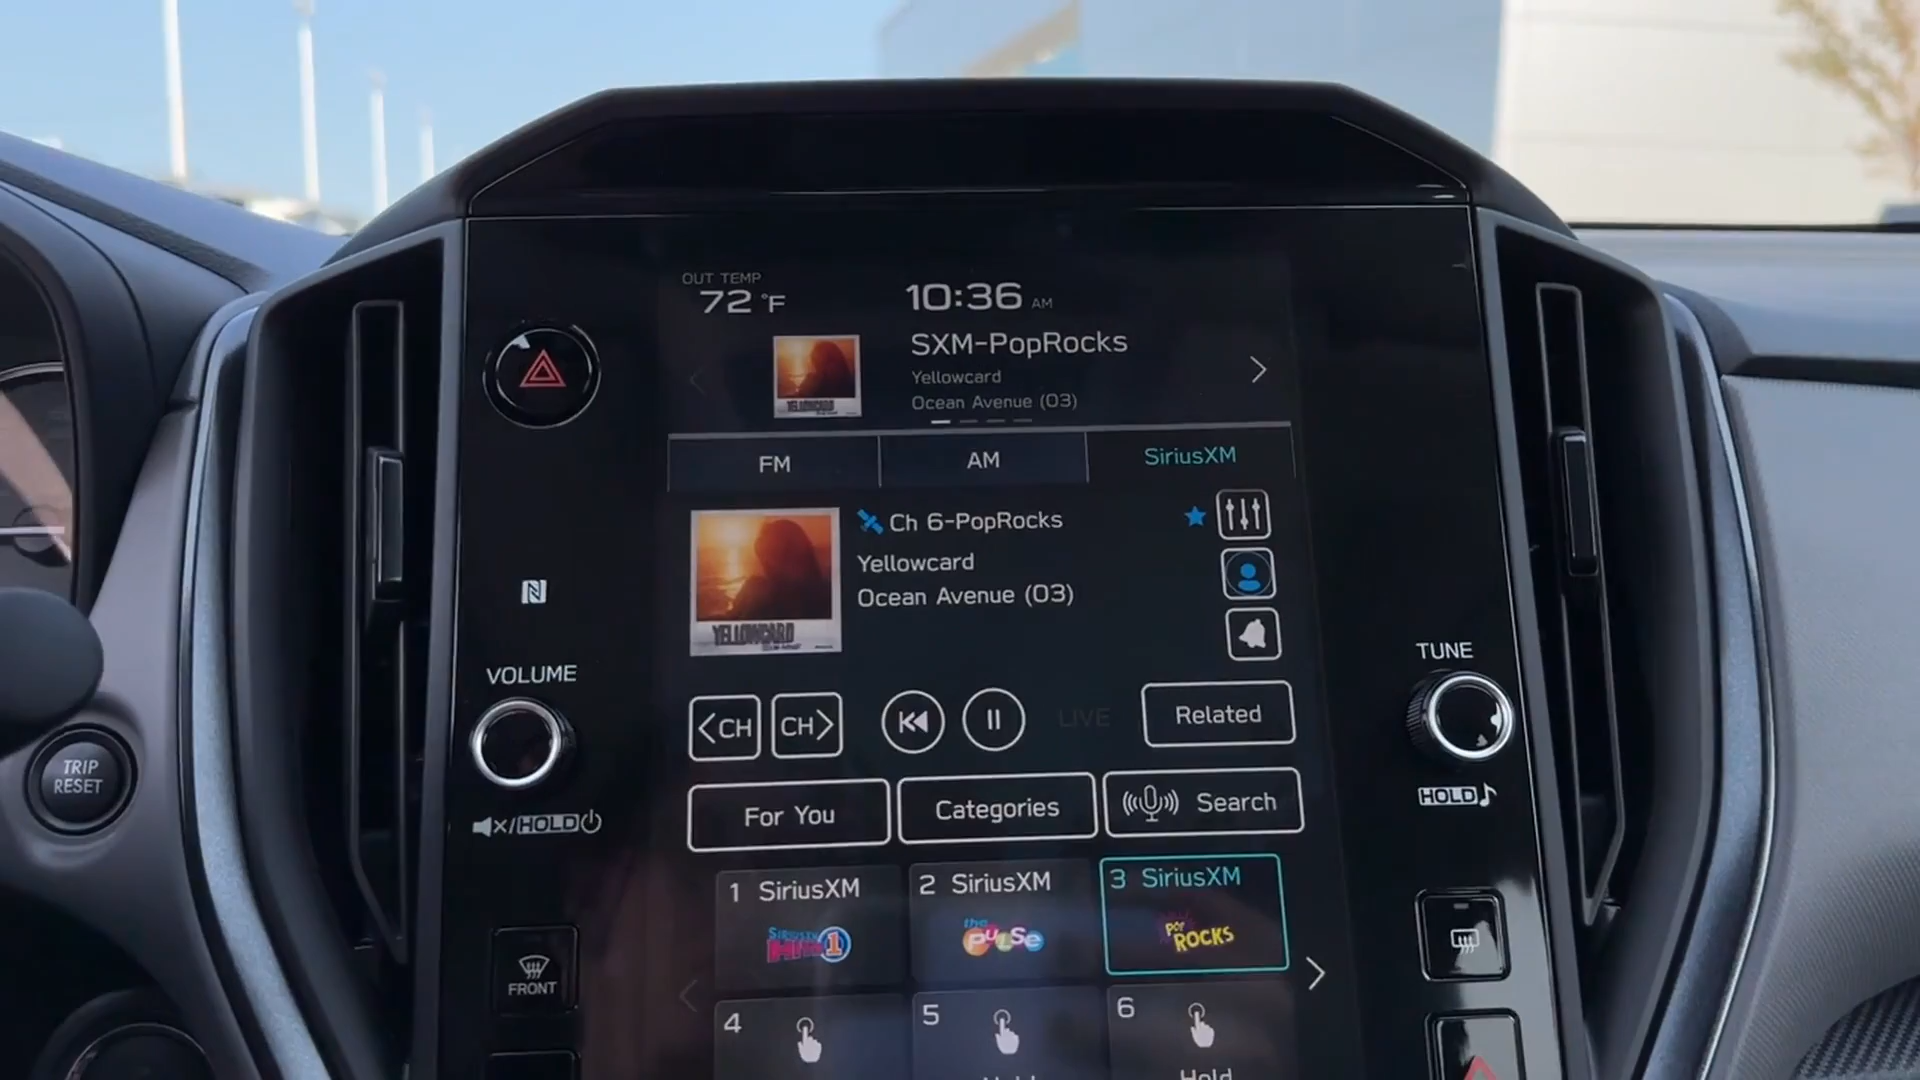 OUT TEMP
72 °F
10:36 AM
SXM-PopRocks
Yellowcard
Ocean Avenue (03)
YELLOWCARD
FM
AM
SiriusXM
Ch 6-PopRocks
Yellowcard
Ocean Avenue (03)
YELLOWCARD
VOLUME
TUNE
<CH
CH>
LIVE
Related
TRIP
RESET
HOLD
HOLD
For You
Categories
Search
1 SiriusXM
2 SiriusXM
3 SiriusXM
SIRIUSXM
HITS 1
the
PULSE
POP
ROCKS
FRONT
4
5
6
Hold